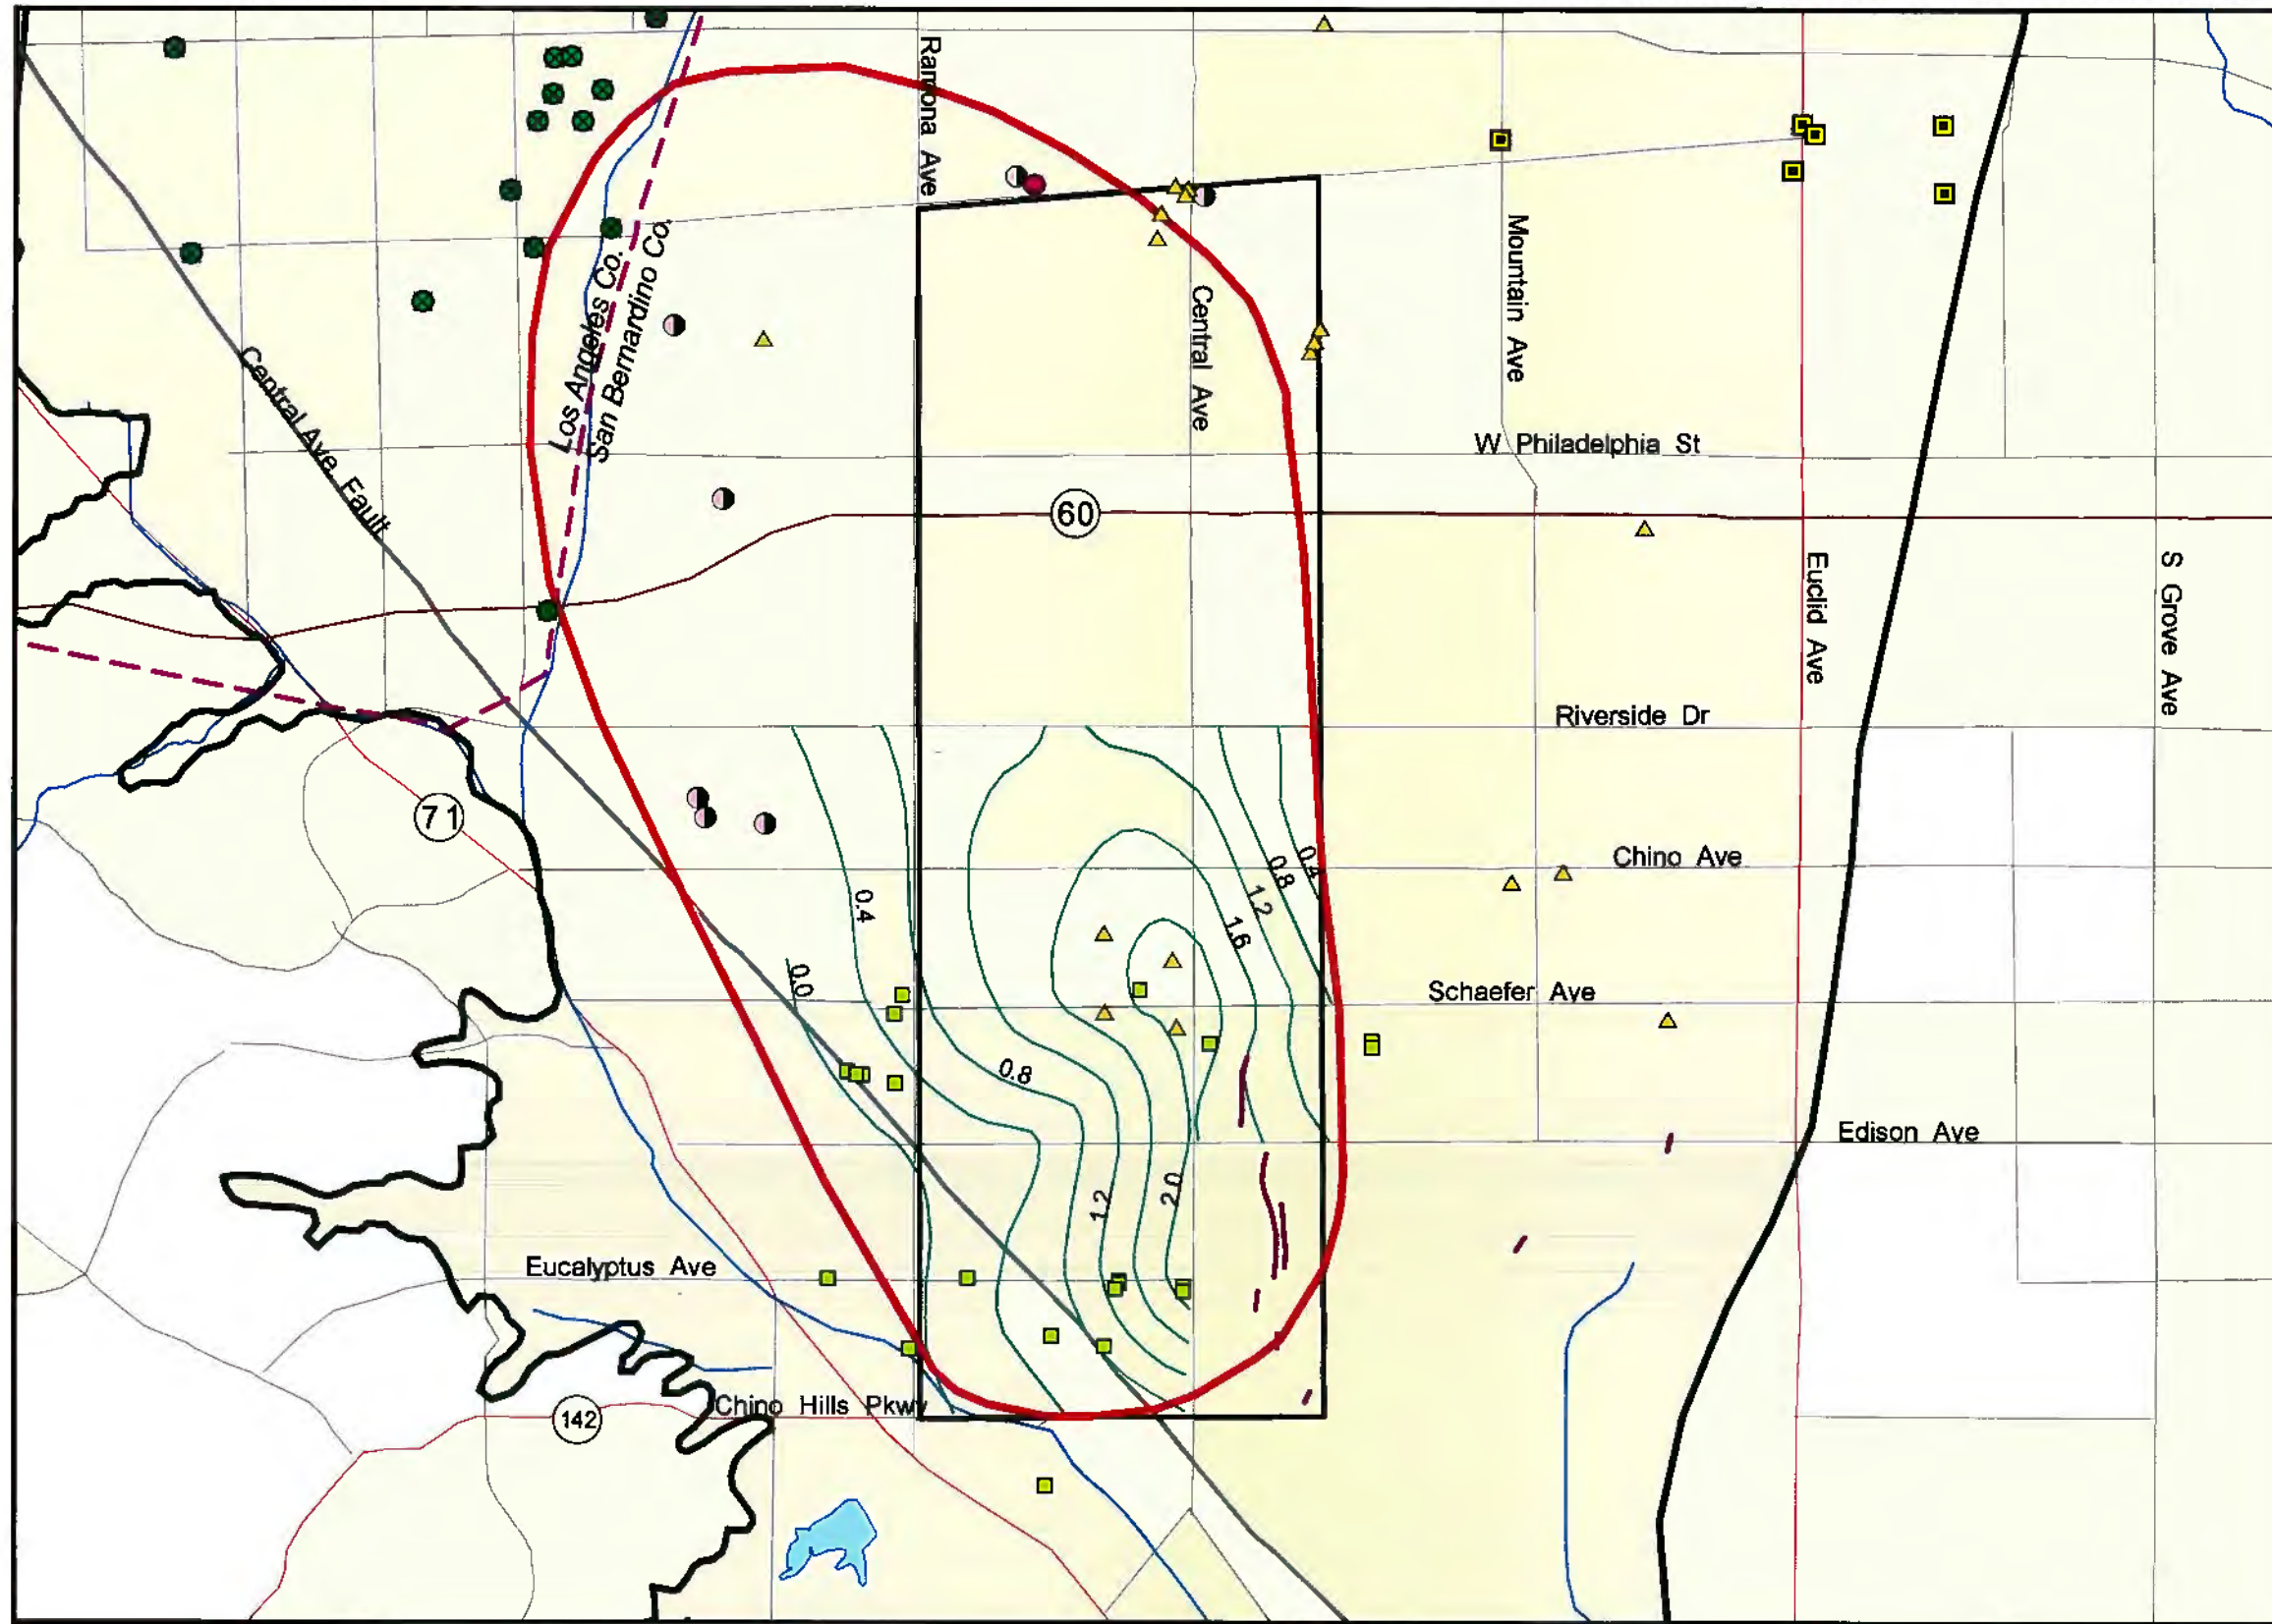 Ramona Ave
Los Angeles Co.
San Bernardino Co.
Central Ave Fault
Central Ave
Mountain Ave
W Philadelphia St
60
Euclid Ave
S Grove Ave
Riverside Dr
71
Chino Ave
0.4
0.8
0.4
1.2
1.6
0.0
Schaefer Ave
0.8
Edison Ave
1.2
2.0
Eucalyptus Ave
Chino Hills Pkwy
142